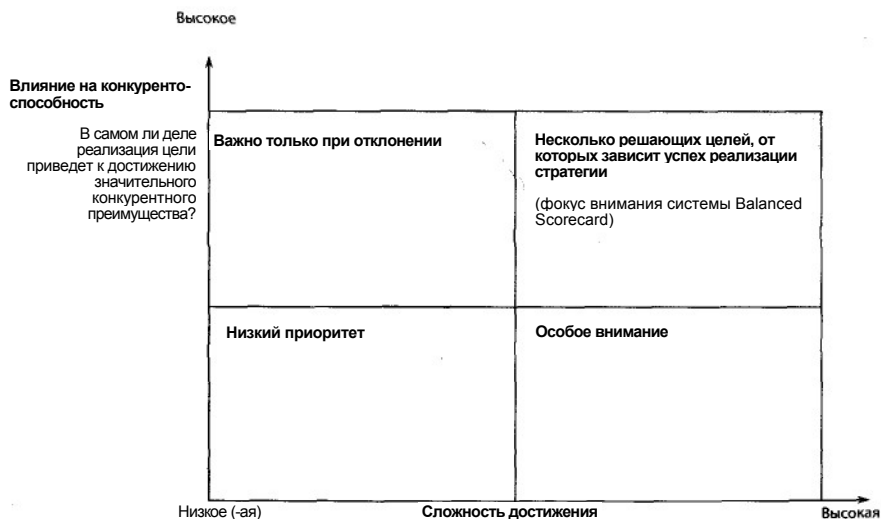 Высокое
Влияние на конкуренто-
способность
В самом ли деле
реализация цели
приведет к достижению
значительного
конкурентного
преимущества?
Важно только при отклонении
Несколько решающих целей, от
которых зависит успех реализации
стратегии
(фокус внимания системы Balanced
Scorecard)
Низкий приоритет
Особое внимание
Низкое (-ая)
Сложность достижения
Высокая